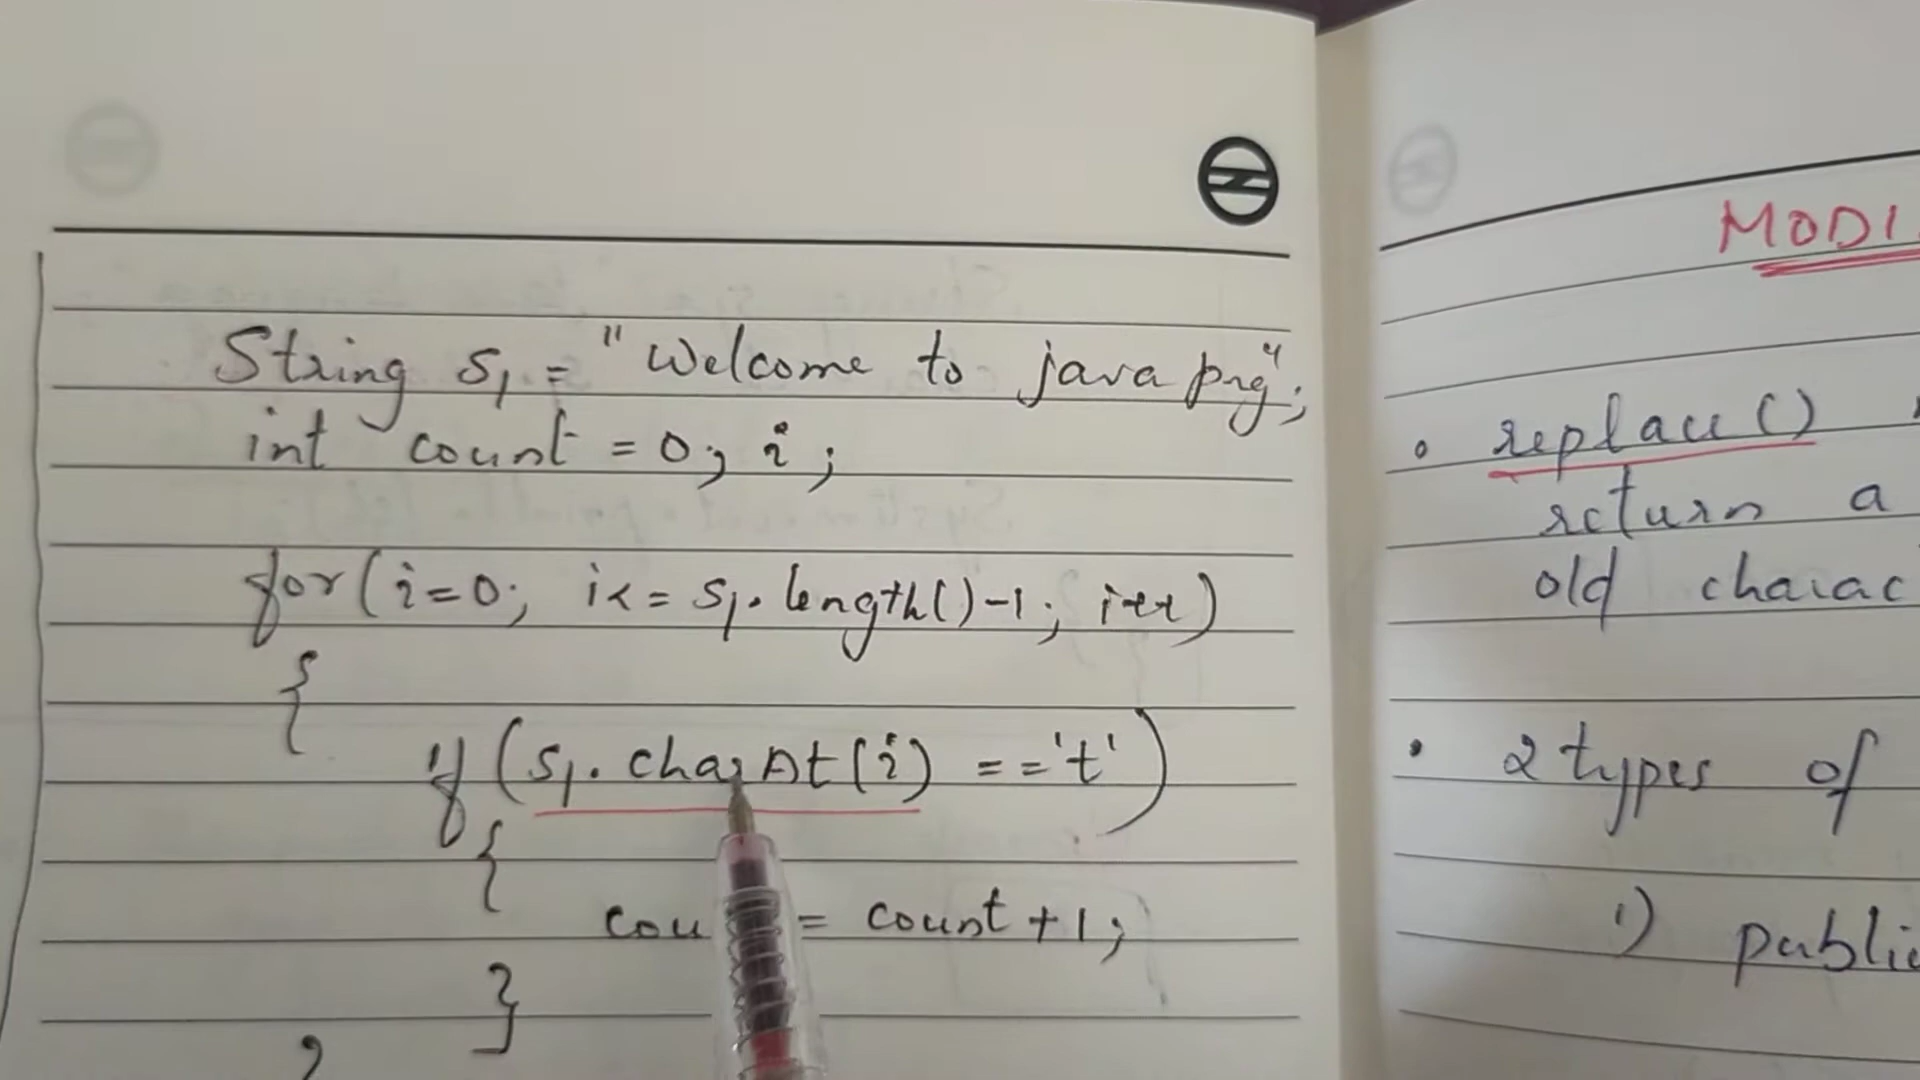 String s1 = "Welcome to java prg";
int count = 0; i;
for(i=0; i<= s1.length()-1; i++)
{
if (s1.charAt(i) =='t')
{
cou = count +1;
}
MODI
• replace()
return a
old charac
• 2 types of
1) public